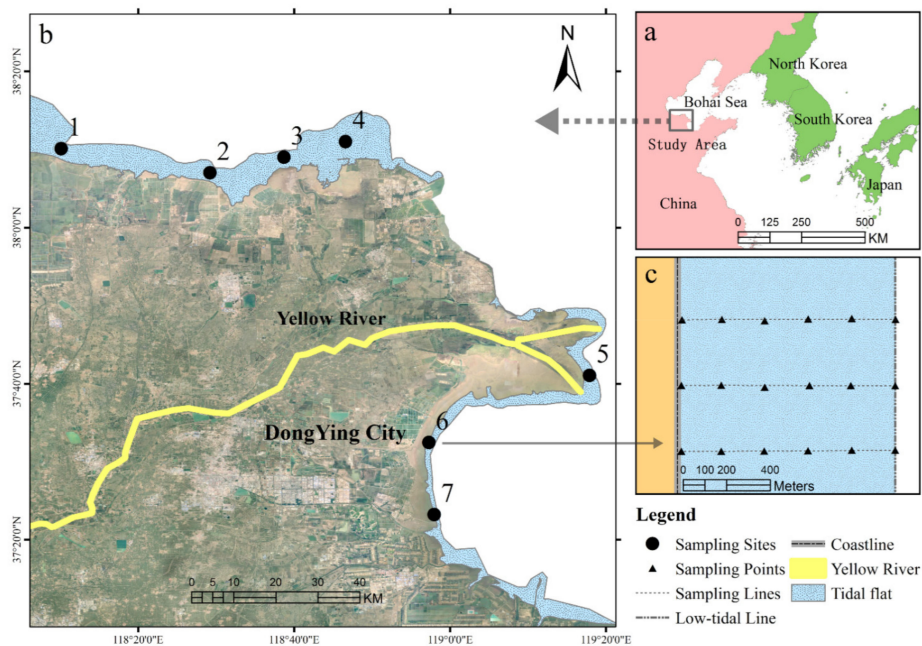 b
N
38°20'0"N
38°0'0"N
37°40'0"N
37°20'0"N
1
2
3
4
5
6
7
Yellow River
DongYing City
0 5 10 20 30 40
KM
118°20'0"E
118°40'0"E
119°0'0"E
119°20'0"E
a
North Korea
Bohai Sea
South Korea
Study Area
Japan
China
0 125 250 500
KM
c
0 100 200 400
Meters
Legend
Sampling Sites
Coastline
Sampling Points
Yellow River
Sampling Lines
Tidal flat
Low-tidal Line